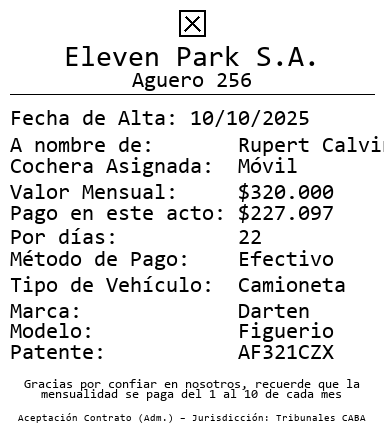 Eleven Park S.A.
Aguero 256
Fecha de Alta: 10/10/2025
A nombre de: Rupert Calvi
Cochera Asignada: Móvil
Valor Mensual: $320.000
Pago en este acto: $227.097
Por días: 22
Método de Pago: Efectivo
Tipo de Vehículo: Camioneta
Marca: Darten
Modelo: Figuerio
Patente: AF321CZX
Gracias por confiar en nosotros, recuerde que la
mensualidad se paga del 1 al 10 de cada mes
Aceptación Contrato (Adm.) – Jurisdicción: Tribunales CABA